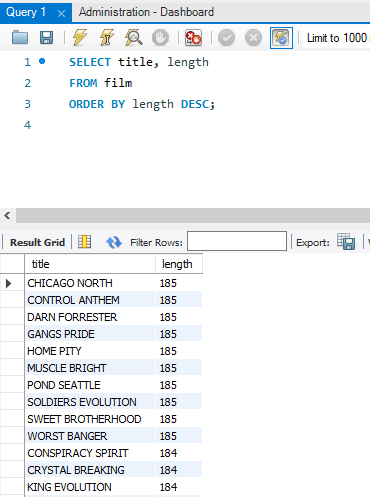 Query 1 Administration - Dashboard
Limit to 1000
1 SELECT title, length
2 FROM film
3 ORDER BY length DESC;
4
Result Grid Filter Rows: Export:
title length
CHICAGO NORTH 185
CONTROL ANTHEM 185
DARN FORRESTER 185
GANGS PRIDE 185
HOME PITY 185
MUSCLE BRIGHT 185
POND SEATTLE 185
SOLDIERS EVOLUTION 185
SWEET BROTHERHOOD 185
WORST BANGER 185
CONSPIRACY SPIRIT 184
CRYSTAL BREAKING 184
KING EVOLUTION 184